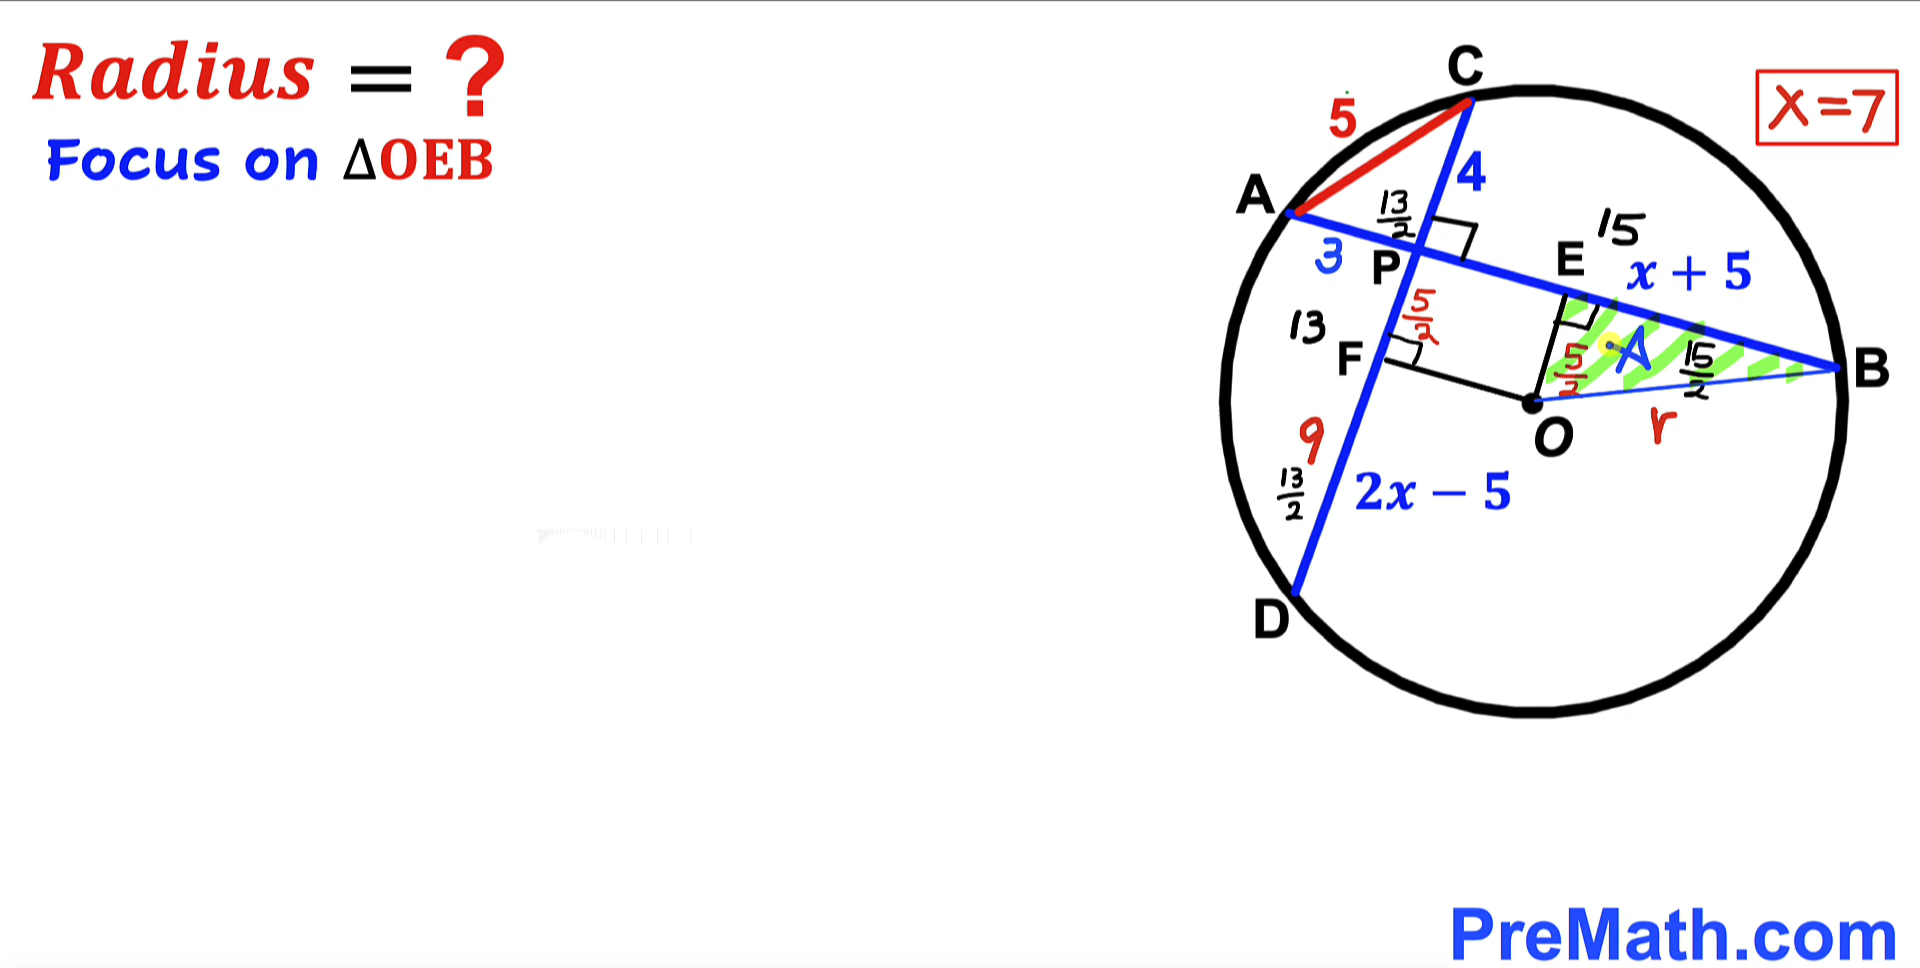 Radius = ?
Focus on ΔOEB
X=7
C
5
4
A
13/2
15
E
x + 5
3
P
5/2
13
F
A
5/2
15/2
B
O
r
9
13/2
2x − 5
D
PreMath.com